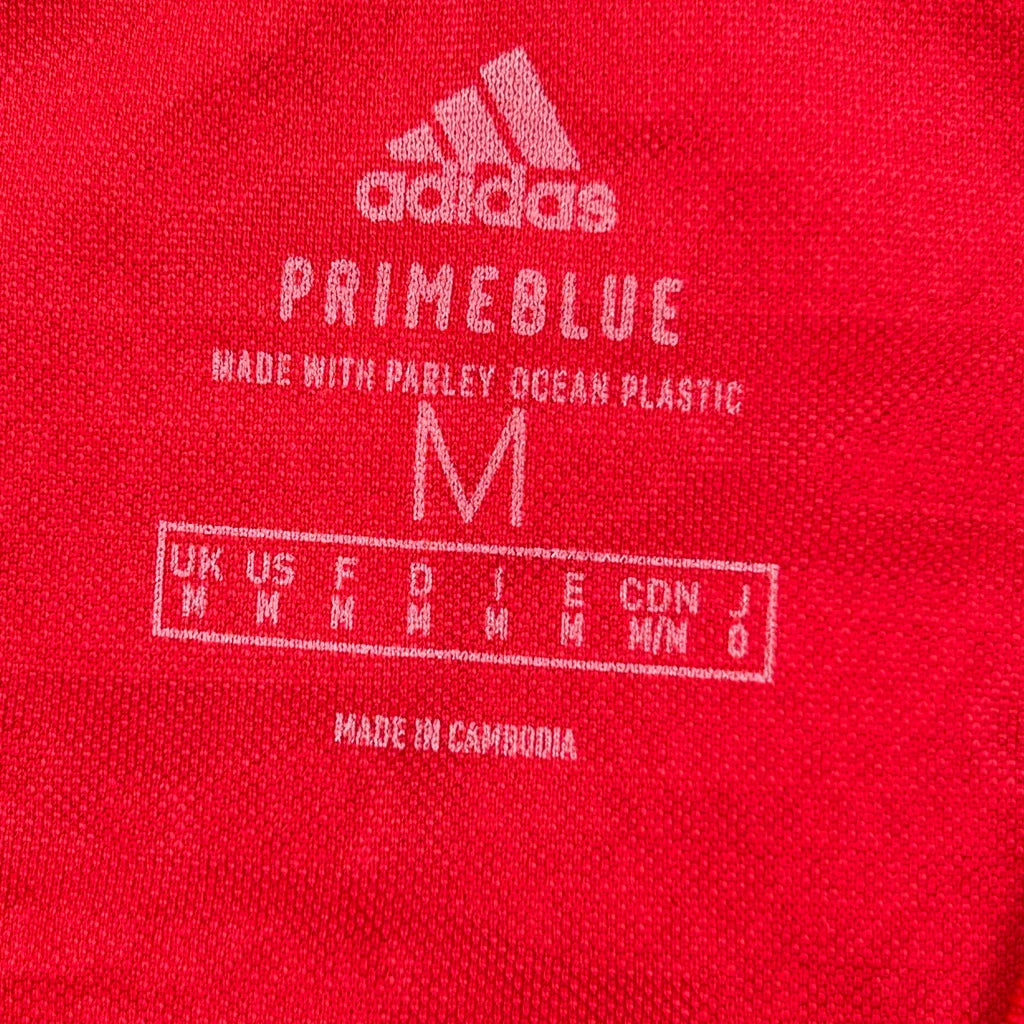 adidas
PRIMEBLUE
MADE WITH PARLEY OCEAN PLASTIC
M
UK US F D I E CDN J
M M M M M M M/M O
MADE IN CAMBODIA